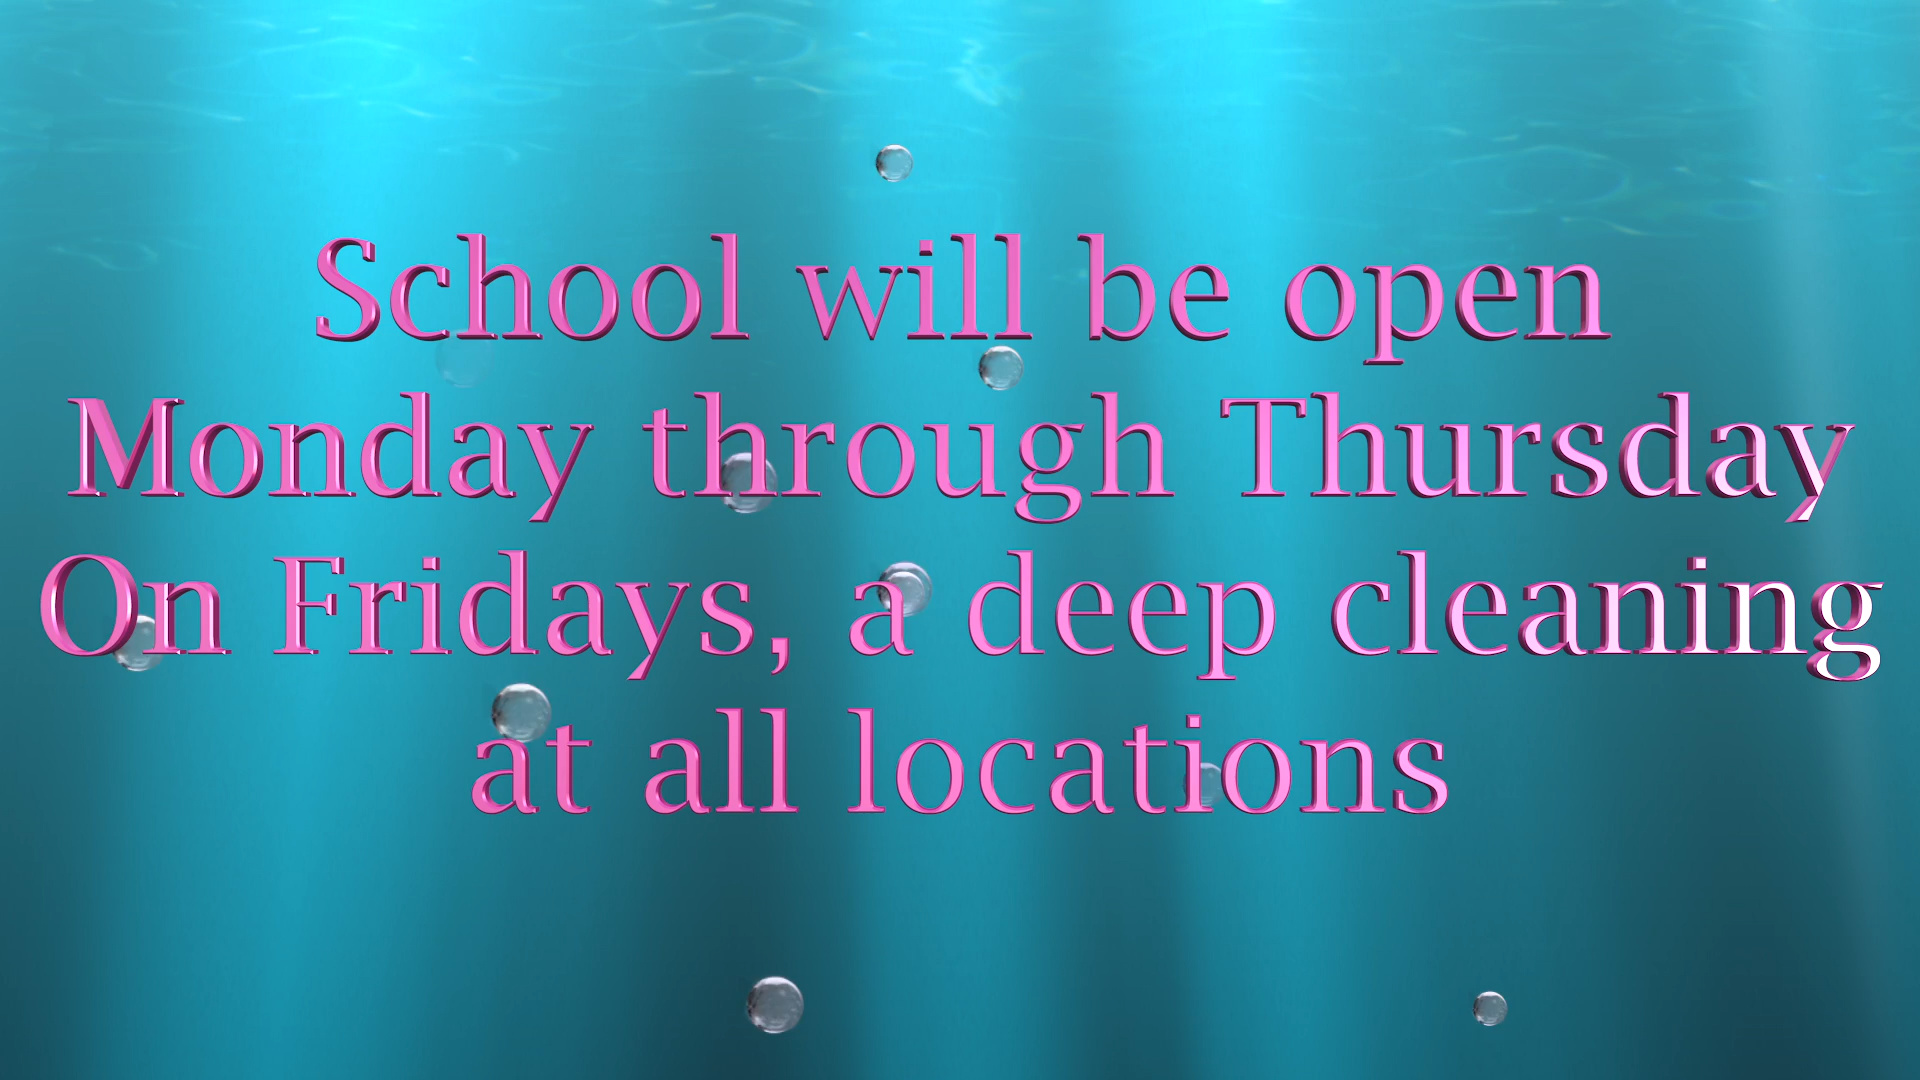 School will be open
Monday through Thursday
On Fridays, a deep cleaning
at all locations